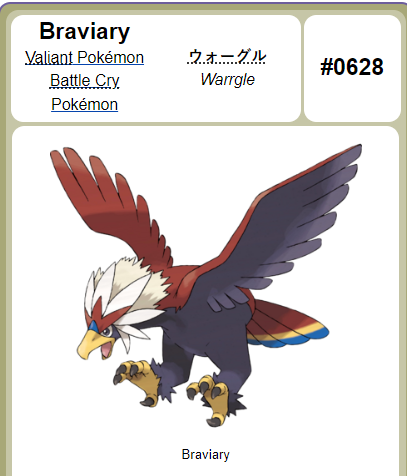 Braviary
Valiant Pokémon
Battle Cry
Pokémon
ウォーグル
Warrgle
#0628
Braviary